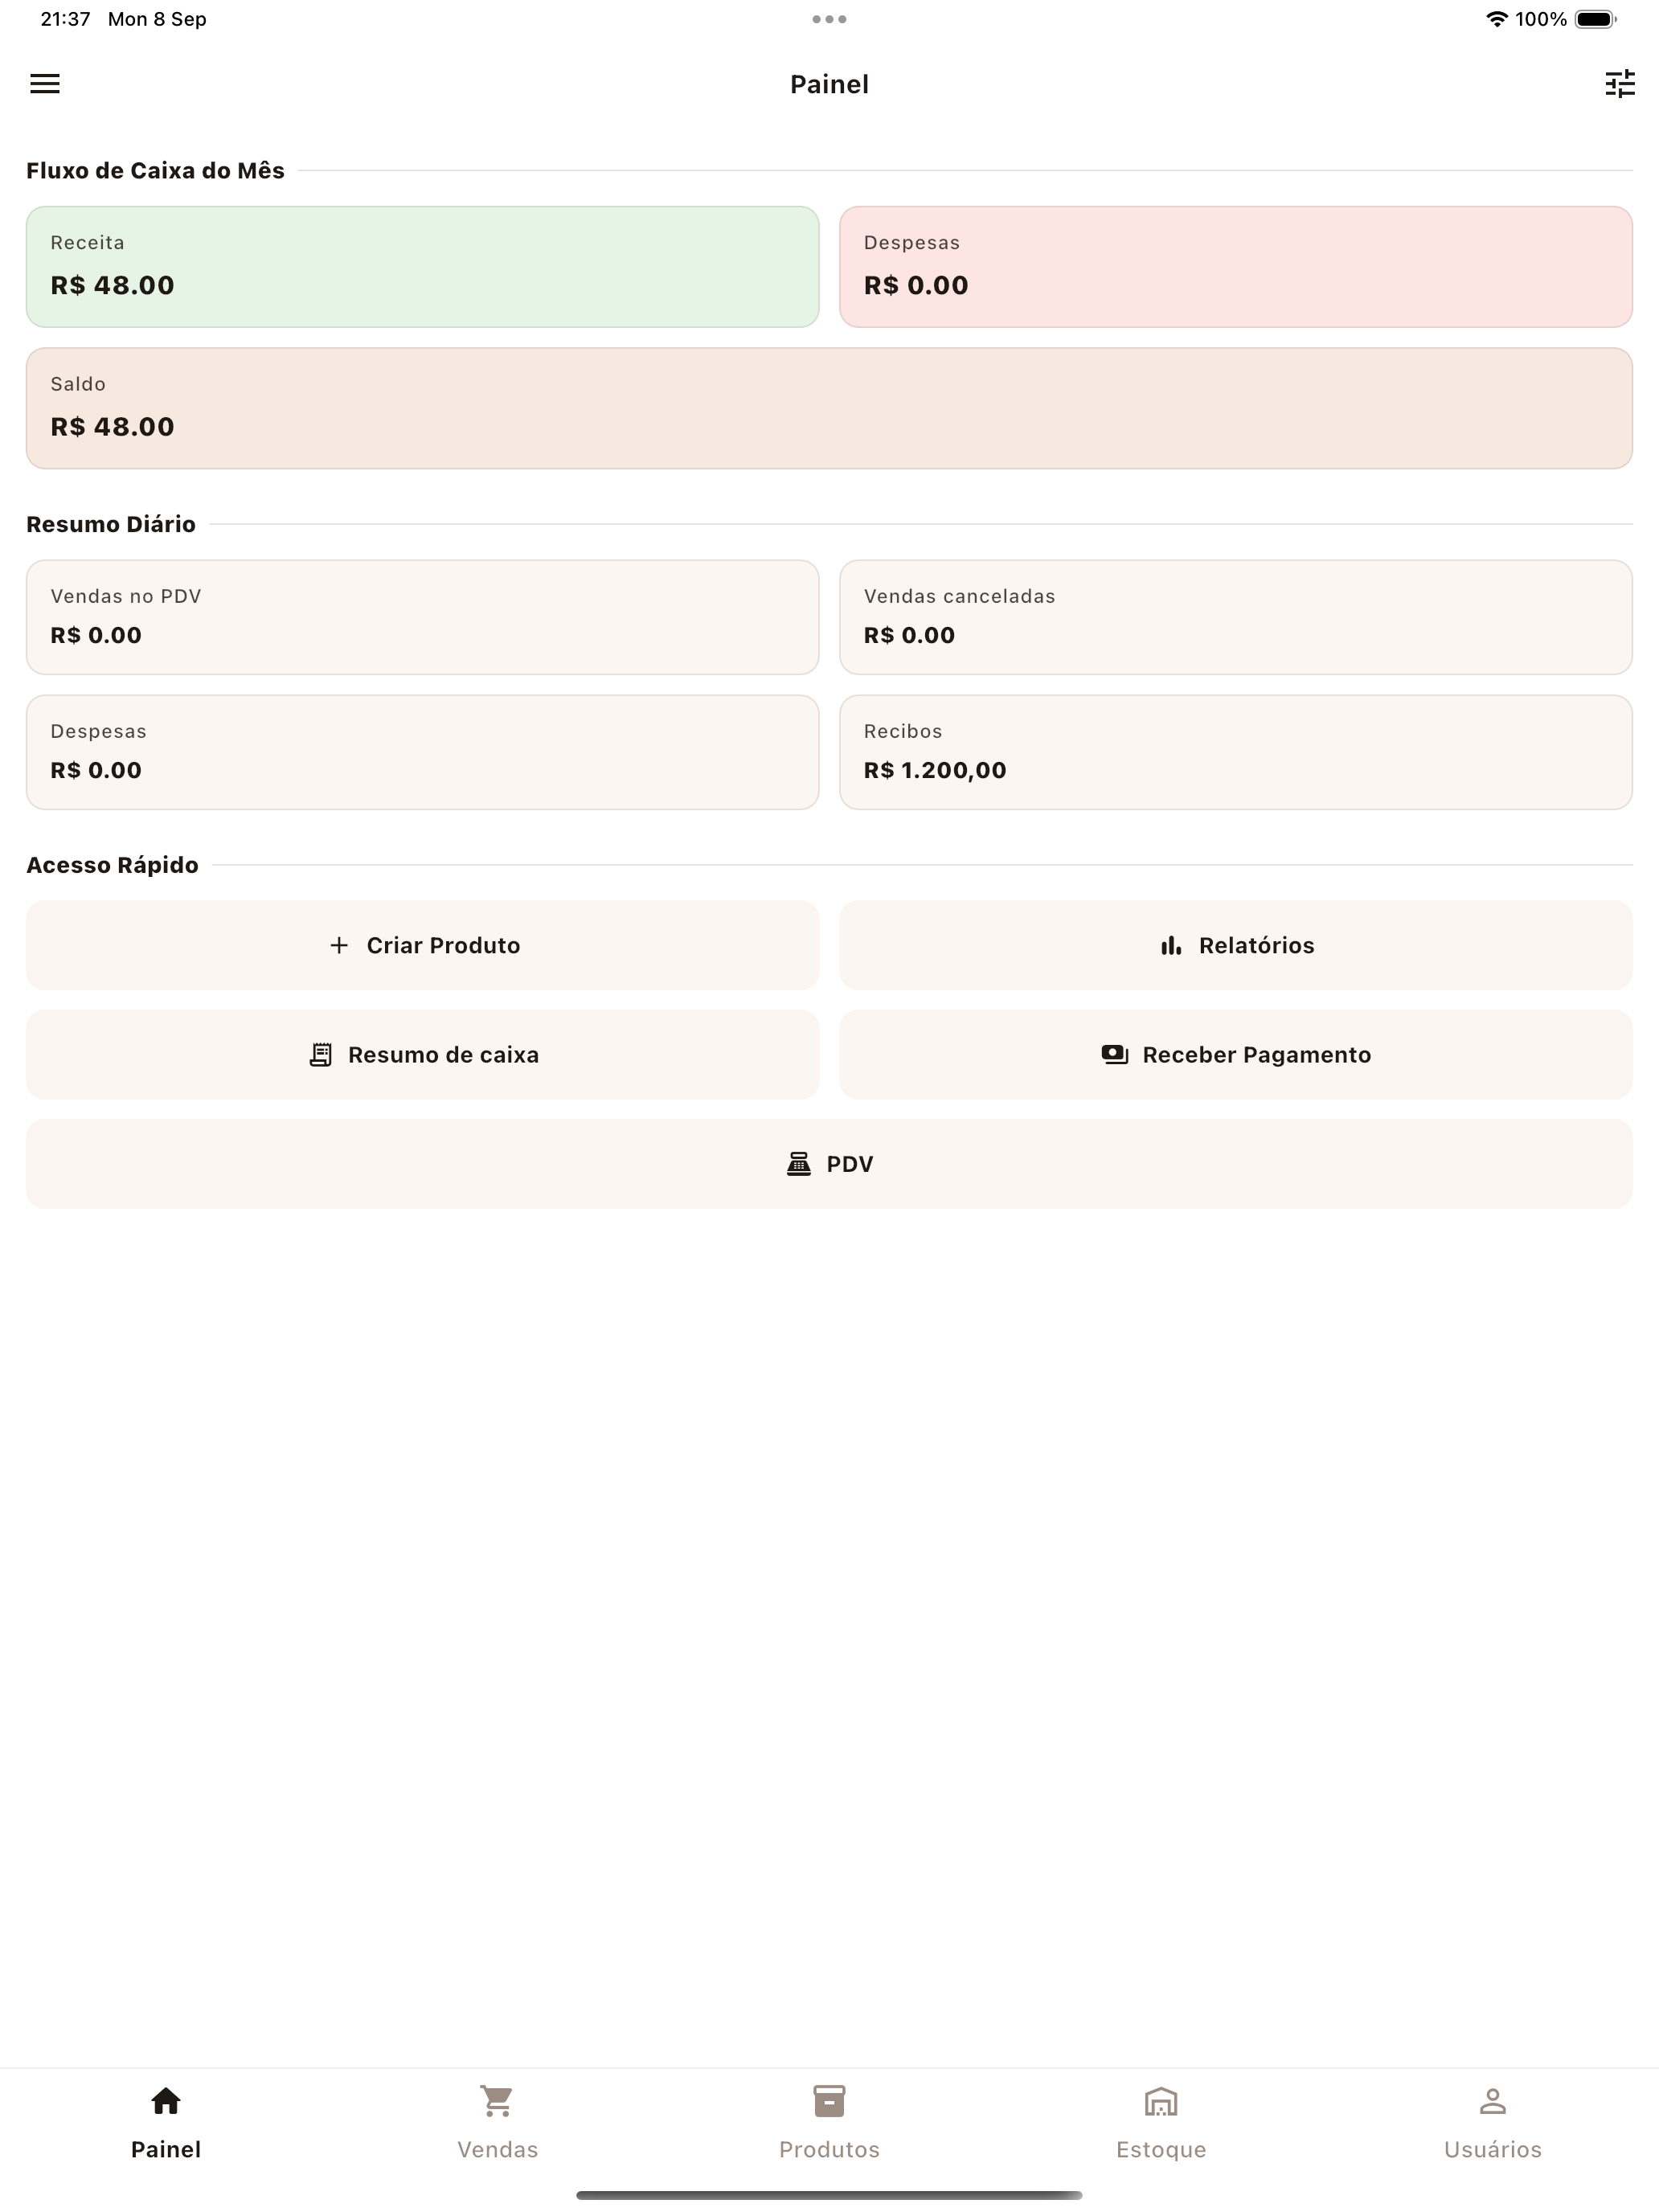 21:37 Mon 8 Sep
100%
Painel
Fluxo de Caixa do Mês
Receita
R$ 48.00
Despesas
R$ 0.00
Saldo
R$ 48.00
Resumo Diário
Vendas no PDV
R$ 0.00
Vendas canceladas
R$ 0.00
Despesas
R$ 0.00
Recibos
R$ 1.200,00
Acesso Rápido
Criar Produto
Relatórios
Resumo de caixa
Receber Pagamento
PDV
Painel
Vendas
Produtos
Estoque
Usuários